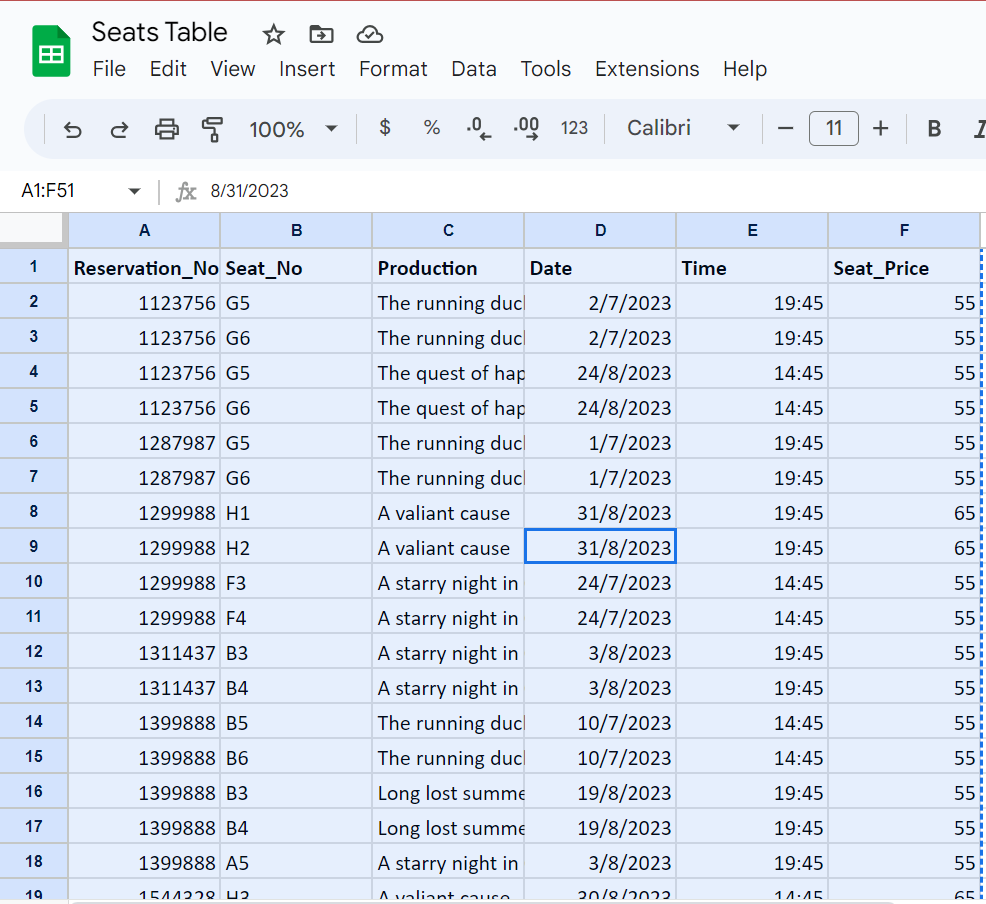 Seats Table
File Edit View Insert Format Data Tools Extensions Help
100% $ % .0 .00 123 Calibri 11 B I
A1:F51 fx 8/31/2023
A B C D E F
1 Reservation_No Seat_No Production Date Time Seat_Price
2 1123756 G5 The running duc 2/7/2023 19:45 55
3 1123756 G6 The running duc 2/7/2023 19:45 55
4 1123756 G5 The quest of hap 24/8/2023 14:45 55
5 1123756 G6 The quest of hap 24/8/2023 14:45 55
6 1287987 G5 The running duc 1/7/2023 19:45 55
7 1287987 G6 The running duc 1/7/2023 19:45 55
8 1299988 H1 A valiant cause 31/8/2023 19:45 65
9 1299988 H2 A valiant cause 31/8/2023 19:45 65
10 1299988 F3 A starry night in 24/7/2023 14:45 55
11 1299988 F4 A starry night in 24/7/2023 14:45 55
12 1311437 B3 A starry night in 3/8/2023 19:45 55
13 1311437 B4 A starry night in 3/8/2023 19:45 55
14 1399888 B5 The running duc 10/7/2023 14:45 55
15 1399888 B6 The running duc 10/7/2023 14:45 55
16 1399888 B3 Long lost summe 19/8/2023 19:45 55
17 1399888 B4 Long lost summe 19/8/2023 19:45 55
18 1399888 A5 A starry night in 3/8/2023 19:45 55
19 1544328 A valiant cause 30/8/2023 14:45 65